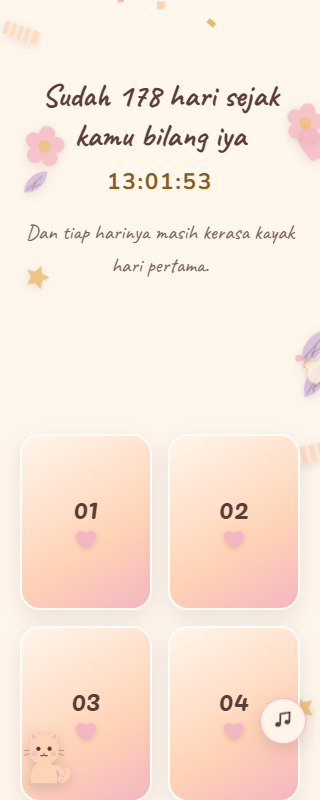 Sudah 178 hari sejak
kamu bilang iya
13:01:53
Dan tiap harinya masih kerasa kayak
hari pertama.
01
02
03
04